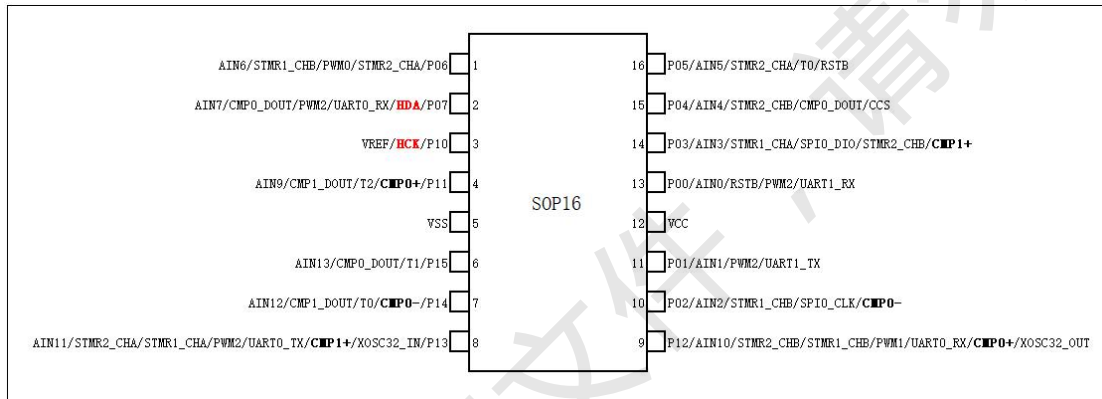 AIN6/STMR1_CHB/PWM0/STMR2_CHA/P06 1
16 P05/AIN5/STMR2_CHA/T0/RSTB
AIN7/CMP0_DOUT/PWM2/UART0_RX/HDA/P07 2
15 P04/AIN4/STMR2_CHB/CMP0_DOUT/CCS
VREF/HCK/P10 3
14 P03/AIN3/STMR1_CHA/SPI0_DIO/STMR2_CHB/CMP1+
AIN9/CMP1_DOUT/T2/CMP0+/P11 4
13 P00/AIN0/RSTB/PWM2/UART1_RX
SOP16
VSS 5
12 VCC
AIN13/CMP0_DOUT/T1/P15 6
11 P01/AIN1/PWM2/UART1_TX
AIN12/CMP1_DOUT/T0/CMP0-/P14 7
10 P02/AIN2/STMR1_CHB/SPI0_CLK/CMP0-
AIN11/STMR2_CHA/STMR1_CHA/PWM2/UART0_TX/CMP1+/XOSC32_IN/P13 8
9 P12/AIN10/STMR2_CHB/STMR1_CHB/PWM1/UART0_RX/CMP0+/XOSC32_OUT
文件，请